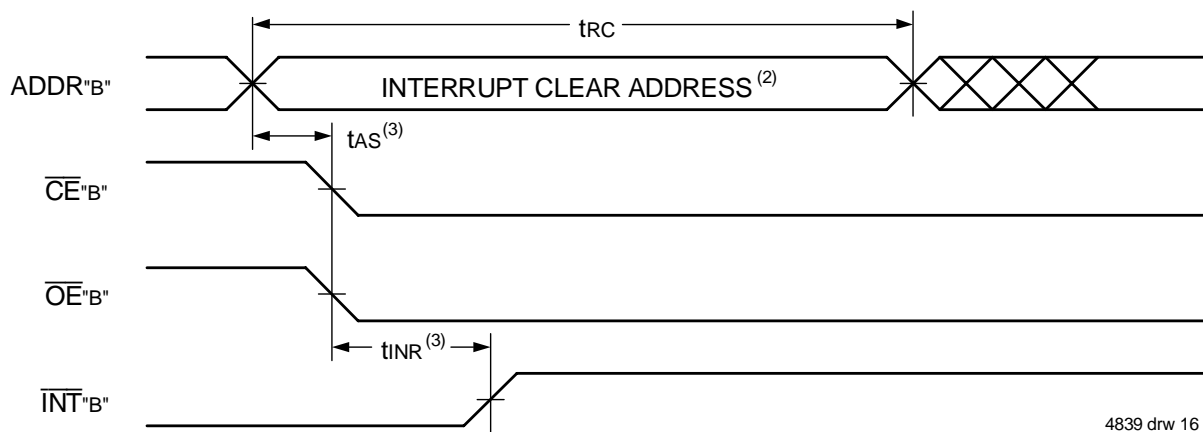 tRC
ADDR"B"
INTERRUPT CLEAR ADDRESS(2)
tAS(3)
CE"B"
OE"B"
tINR(3)
INT"B"
4839 drw 16